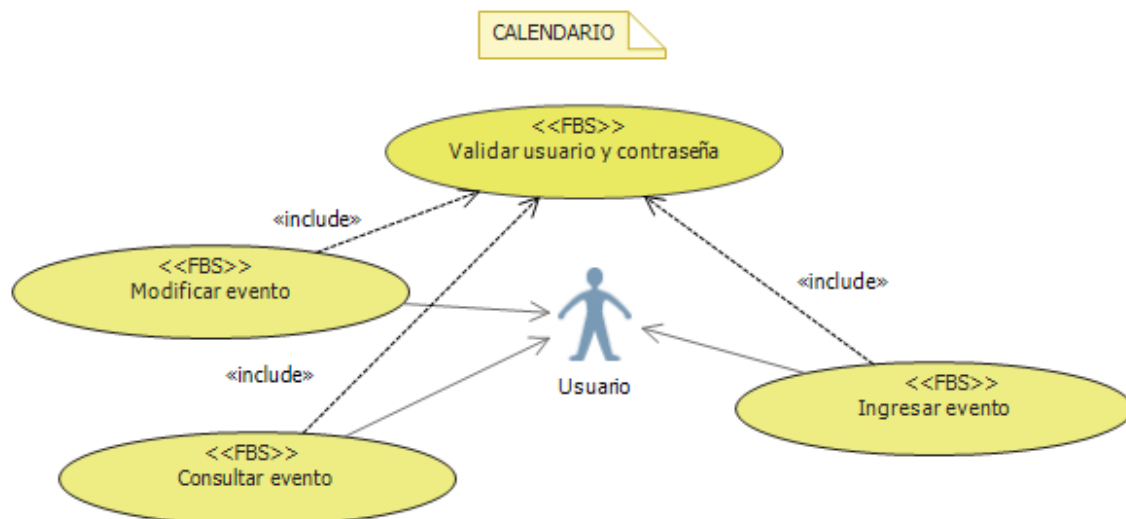 CALENDARIO
<<FBS>>
Validar usuario y contraseña
«include»
<<FBS>>
Modificar evento
«include»
«include»
Usuario
<<FBS>>
Ingresar evento
<<FBS>>
Consultar evento